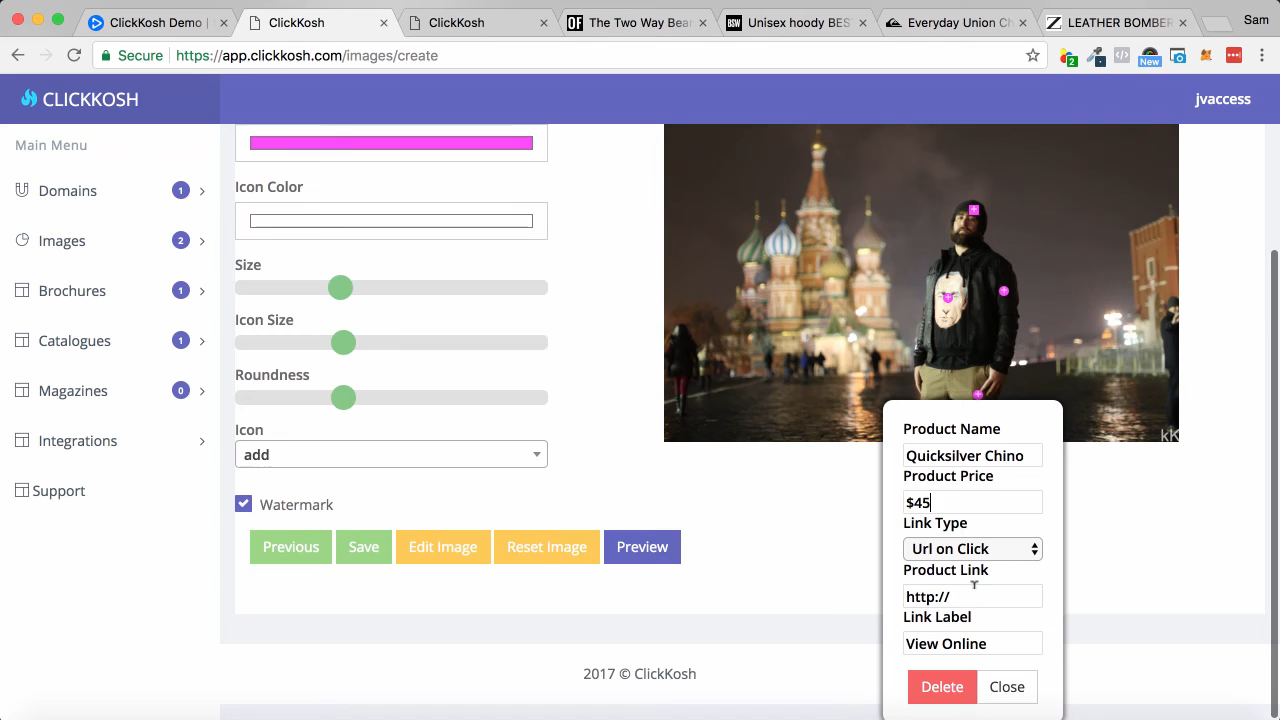 ClickKosh Demo |
ClickKosh
ClickKosh
OF The Two Way Bear
BSW Unisex hoody BES
Everyday Union Ch
Z LEATHER BOMBER
Sam
Secure
https://app.clickkosh.com/images/create
2
New
CLICKKOSH
jvaccess
Main Menu
Domains 1
Images 2
Brochures 1
Catalogues 1
Magazines 0
Integrations
Support
Icon Color
Size
Icon Size
Roundness
Icon
add
Watermark
Previous
Save
Edit Image
Reset Image
Preview
kK
Product Name
Quicksilver Chino
Product Price
$45
Link Type
Url on Click
Product Link
http://
Link Label
View Online
Delete
Close
2017 © ClickKosh